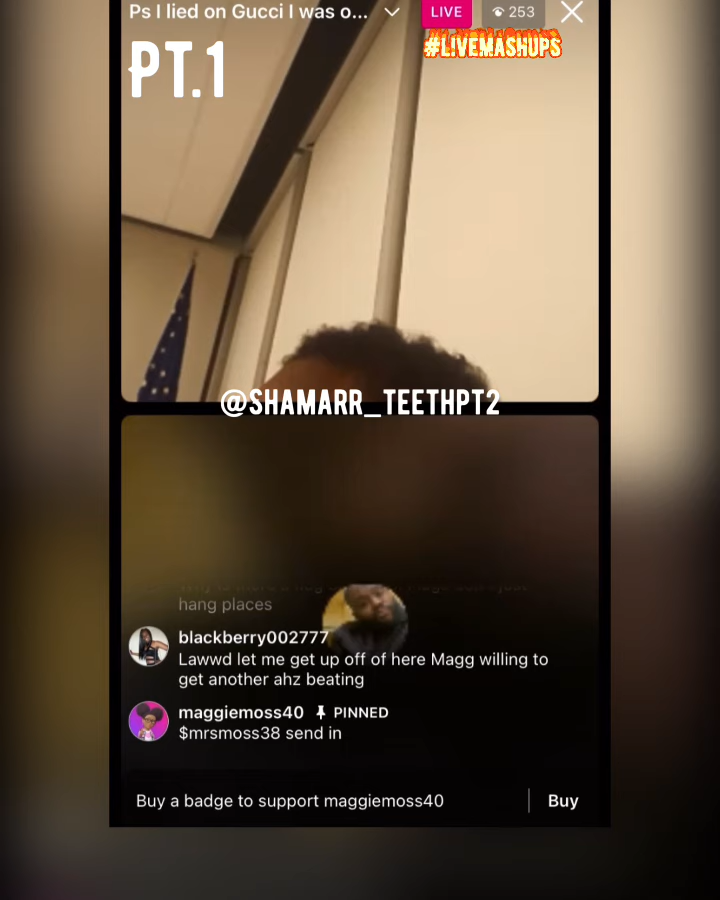 Ps I lied on Gucci I was o...
LIVE
253
#L!VEMASHUPS
PT.1
@SHAMARR_TEETHPT2
hang places
blackberry002777
Lawwd let me get up off of here Magg willing to
get another ahz beating
maggiemoss40 PINNED
$mrsmoss38 send in
Buy a badge to support maggiemoss40
Buy